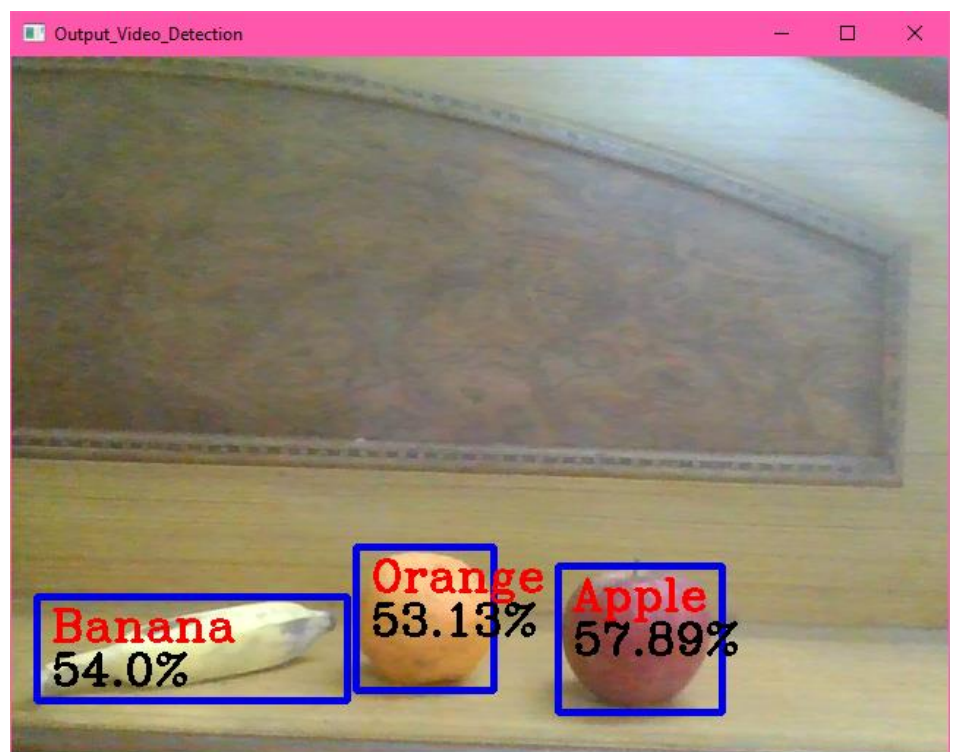 Output_Video_Detection
Banana
54.0%
Orange
53.13%
Apple
57.89%